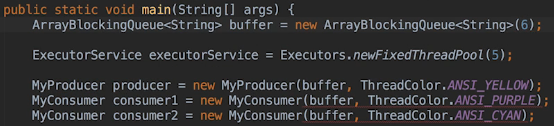 public static void main(String[] args) {
ArrayBlockingQueue<String> buffer = new ArrayBlockingQueue<String>(6);
ExecutorService executorService = Executors.newFixedThreadPool(5);
MyProducer producer = new MyProducer(buffer, ThreadColor.ANSI_YELLOW);
MyConsumer consumer1 = new MyConsumer(buffer, ThreadColor.ANSI_PURPLE);
MyConsumer consumer2 = new MyConsumer(buffer, ThreadColor.ANSI_CYAN);